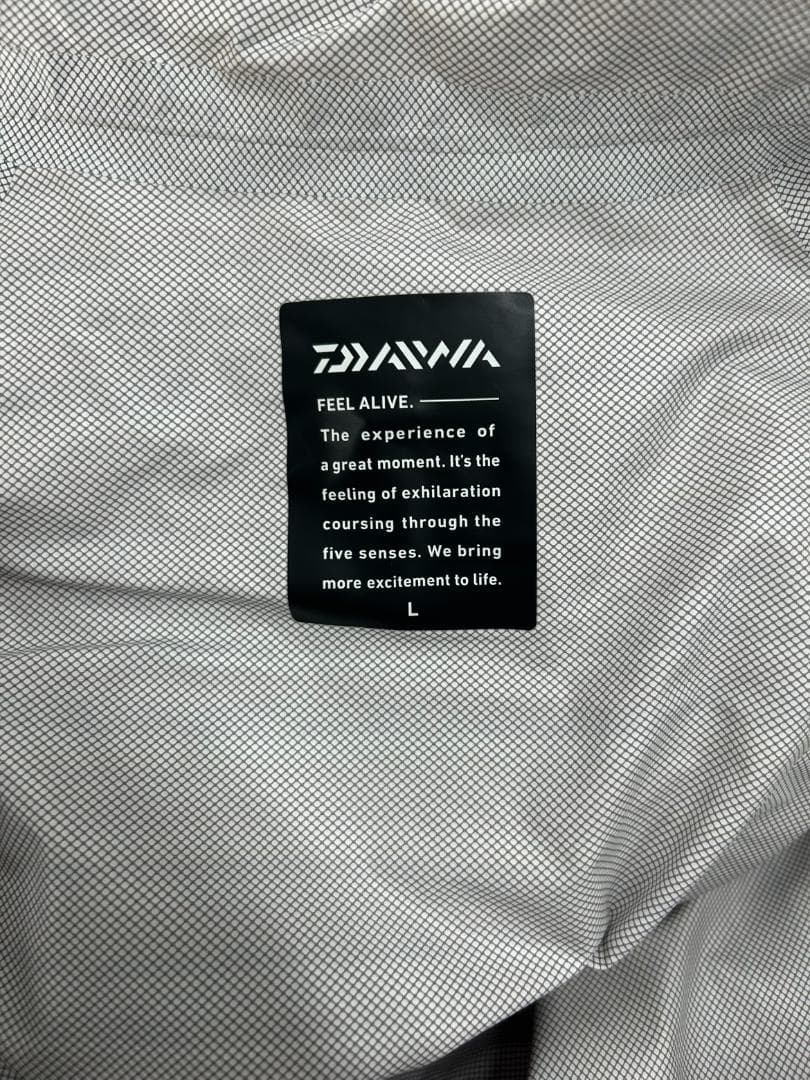 DAIWA
FEEL ALIVE.
The experience of
a great moment. It's the
feeling of exhilaration
coursing through the
five senses. We bring
more excitement to life.
L